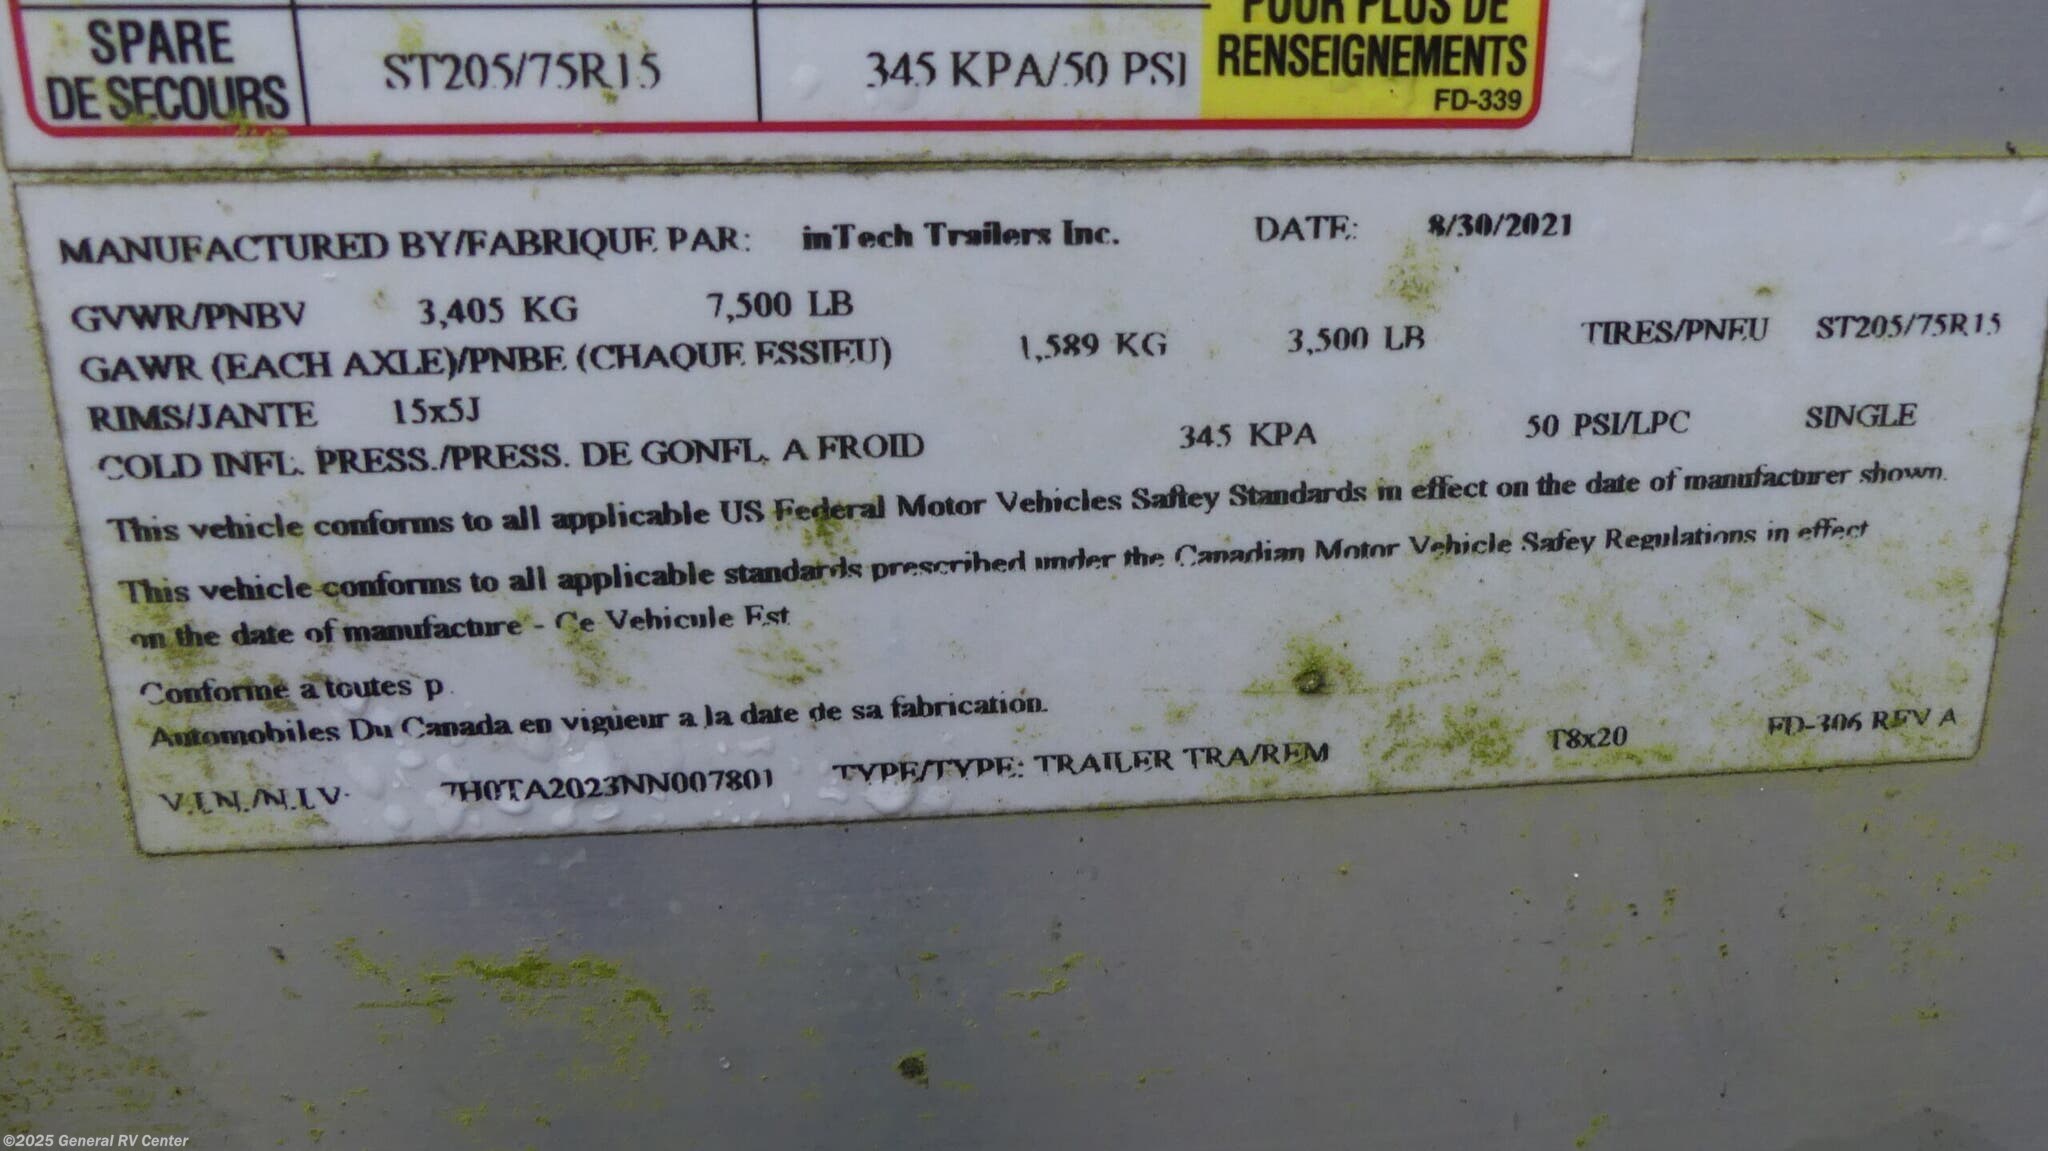 POUR PLUS DE
RENSEIGNEMENTS
FD-339
SPARE
DE SECOURS
ST205/75R15
345 KPA/50 PSI
MANUFACTURED BY/FABRIQUE PAR: inTech Trailers Inc. DATE: 8/30/2021
GVWR/PNBV 3,405 KG 7,500 LB
GAWR (EACH AXLE)/PNBE (CHAQUE ESSIEU) 1,589 KG 3,500 LB TIRES/PNEU ST205/75R15
RIMS/JANTE 15x5J
COLD INFL. PRESS./PRESS. DE GONFL. A FROID 345 KPA 50 PSI/LPC SINGLE
This vehicle conforms to all applicable US Federal Motor Vehicles Saftey Standards in effect on the date of manufacturer shown.
This vehicle conforms to all applicable standards prescribed under the Canadian Motor Vehicle Safey Regulations in effect
on the date of manufacture - Ce Vehicule Est
Conforme a toutes p.
Automobiles Du Canada en vigueur a la date de sa fabrication.
V.I.N./N.I.V: 7H0TA2023NN007801 TYPE/TYPE: TRAILER TRA/REM T8x20 FD-306 REV A
©2025 General RV Center